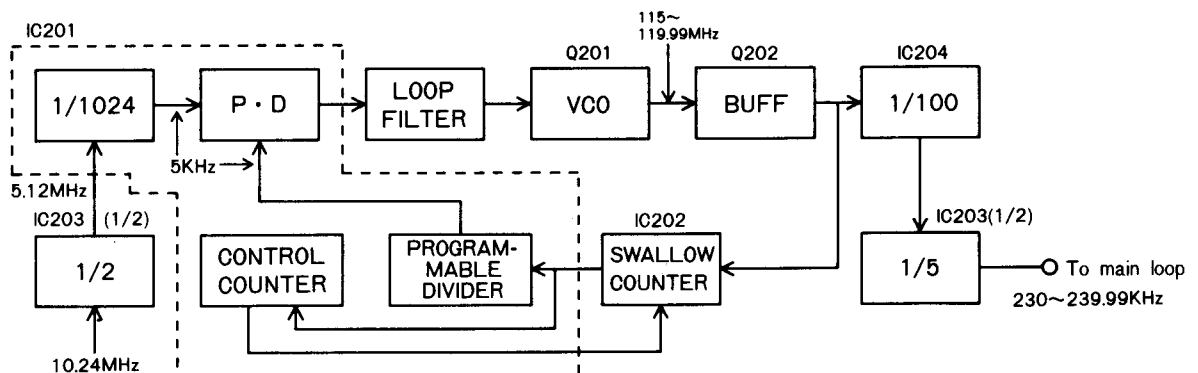 IC201
1/1024
P・D
5KHz
LOOP
FILTER
Q201
VCO
115~
119.99MHz
Q202
BUFF
IC204
1/100
5.12MHz
IC203 (1/2)
1/2
10.24MHz
CONTROL
COUNTER
PROGRAM-
MABLE
DIVIDER
IC202
SWALLOW
COUNTER
IC203(1/2)
1/5
To main loop
230~239.99KHz